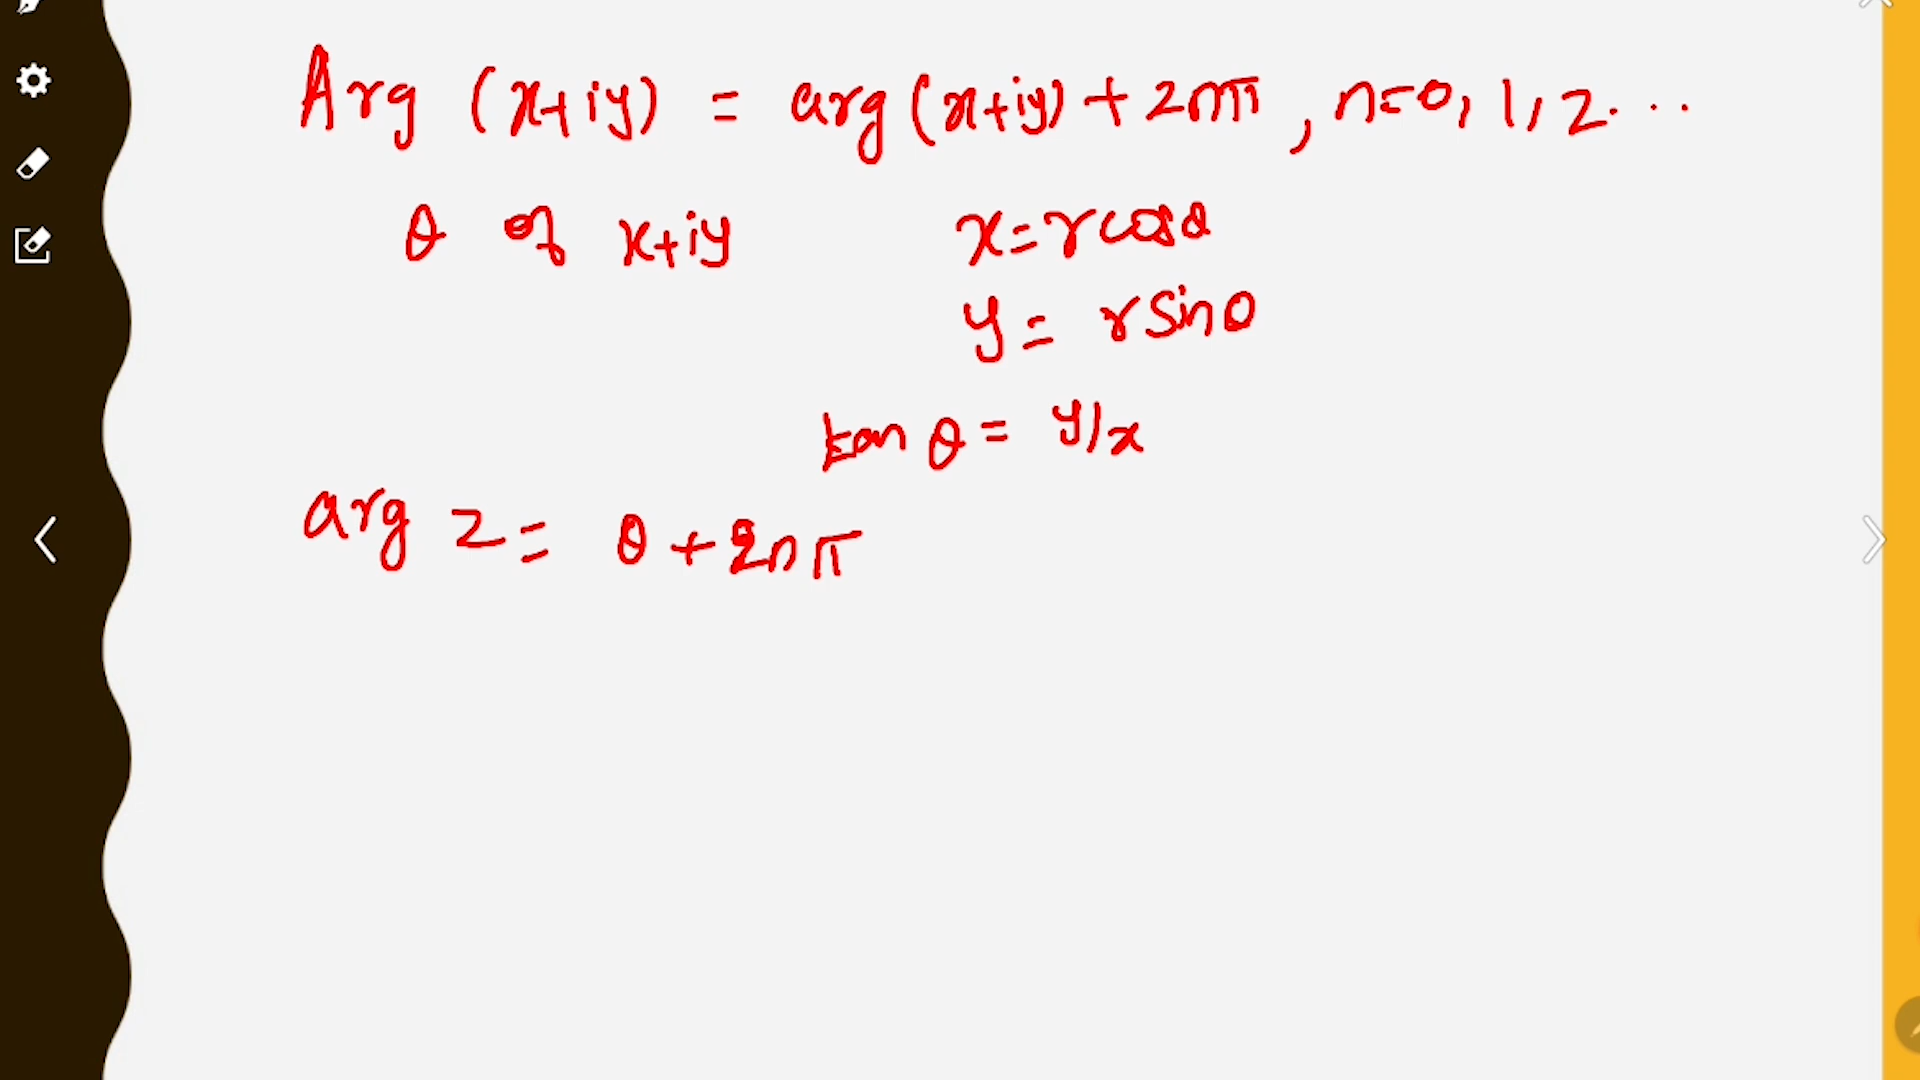 Arg (x+iy) = arg (x+iy) + 2nπ, n=0, 1, 2...
θ of x+iy x=rcosθ
y= rsinθ
tan θ= y/x
arg z= θ+2nπ